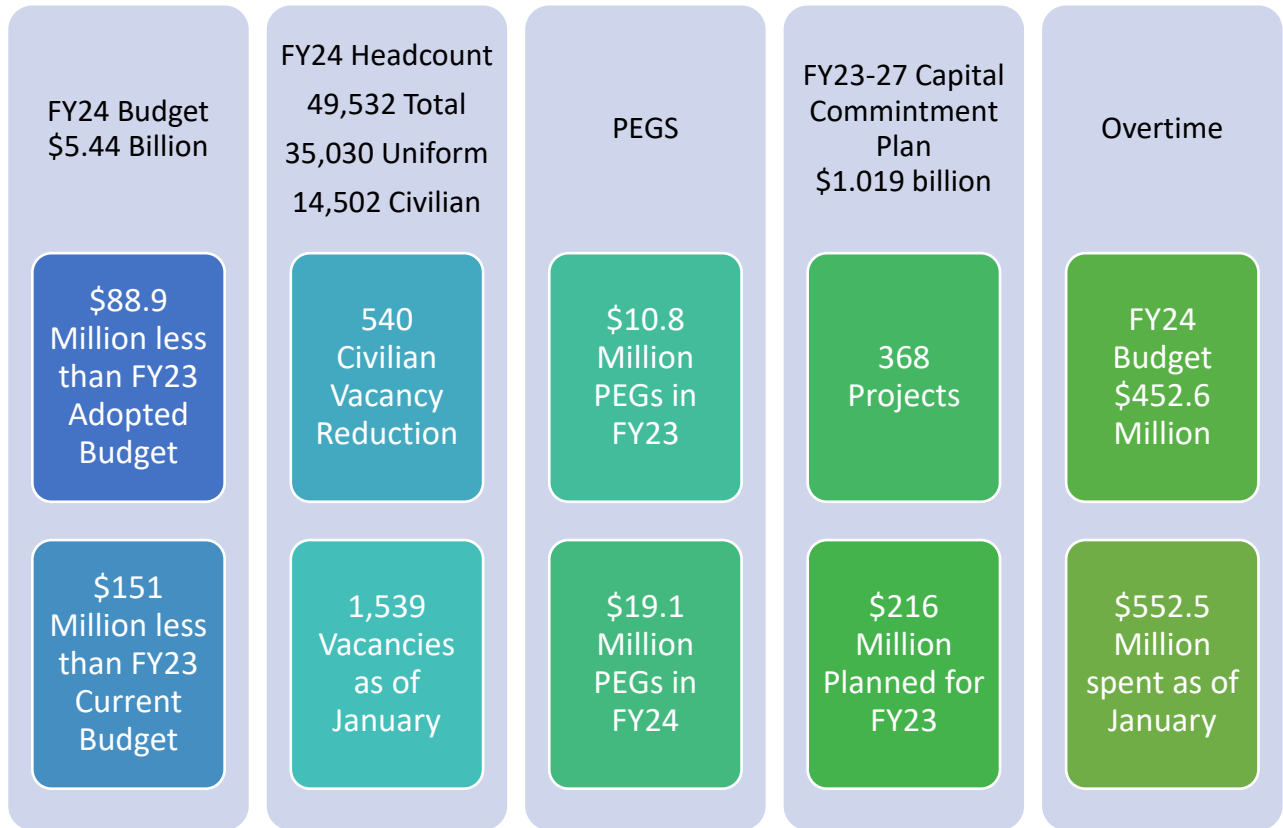 FY24 Budget
$5.44 Billion
$88.9
Million less
than FY23
Adopted
Budget
$151
Million less
than FY23
Current
Budget
FY24 Headcount
49,532 Total
35,030 Uniform
14,502 Civilian
540
Civilian
Vacancy
Reduction
1,539
Vacancies
as of
January
PEGS
$10.8
Million
PEGs in
FY23
$19.1
Million
PEGs in
FY24
FY23-27 Capital
Commintment
Plan
$1.019 billion
368
Projects
$216
Million
Planned for
FY23
Overtime
FY24
Budget
$452.6
Million
$552.5
Million
spent as of
January